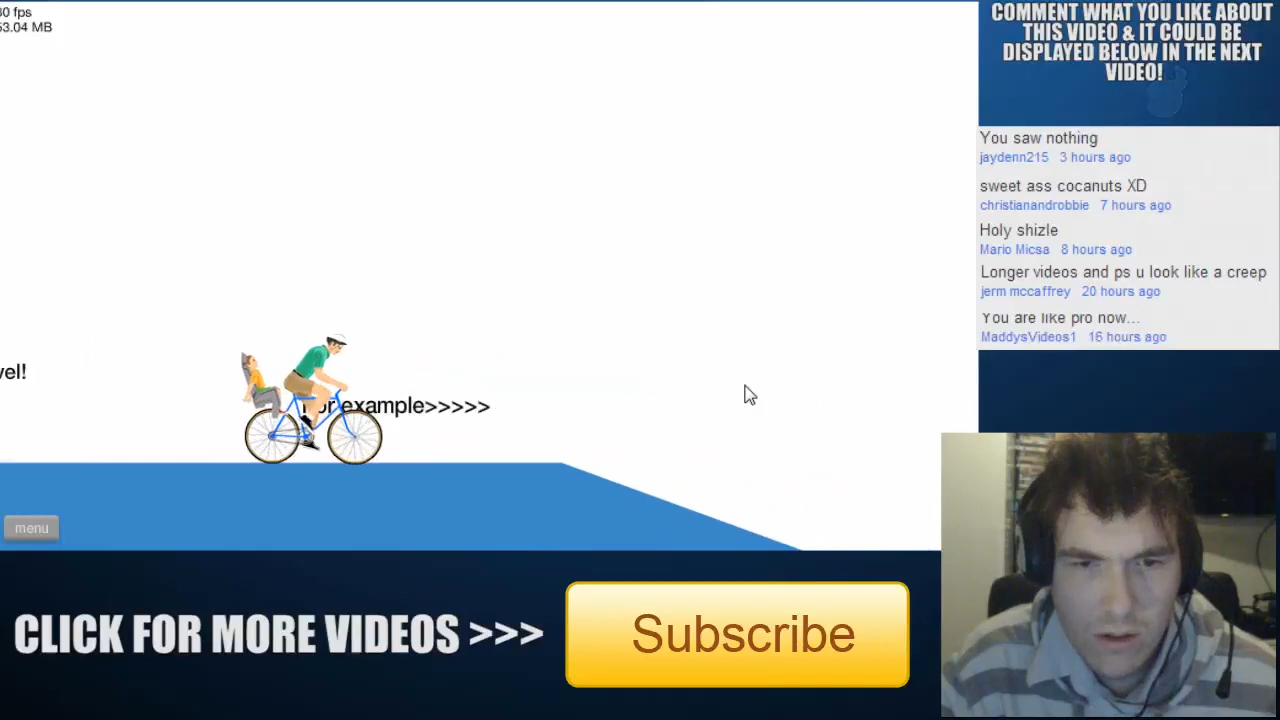 30 fps
53.04 MB
vel!
For example>>>>>
menu
COMMENT WHAT YOU LIKE ABOUT
THIS VIDEO & IT COULD BE
DISPLAYED BELOW IN THE NEXT
VIDEO!
You saw nothing
jaydenn215 3 hours ago
sweet ass cocanuts XD
christianandrobbie 7 hours ago
Holy shizle
Mario Micsa 8 hours ago
Longer videos and ps u look like a creep
jerm mccaffrey 20 hours ago
You are like pro now...
MaddysVideos1 16 hours ago
CLICK FOR MORE VIDEOS >>>
Subscribe